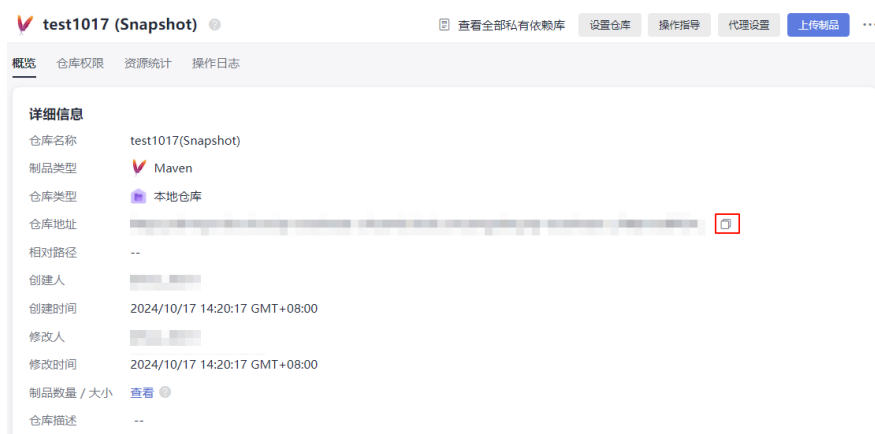 test1017 (Snapshot) 查看全部私有依赖库 设置仓库 操作指导 代理设置 上传制品
概览 仓库权限 资源统计 操作日志
详细信息
仓库名称 test1017(Snapshot)
制品类型 Maven
仓库类型 本地仓库
仓库地址
相对路径 --
创建人
创建时间 2024/10/17 14:20:17 GMT+08:00
修改人
修改时间 2024/10/17 14:20:17 GMT+08:00
制品数量 / 大小 查看
仓库描述 --